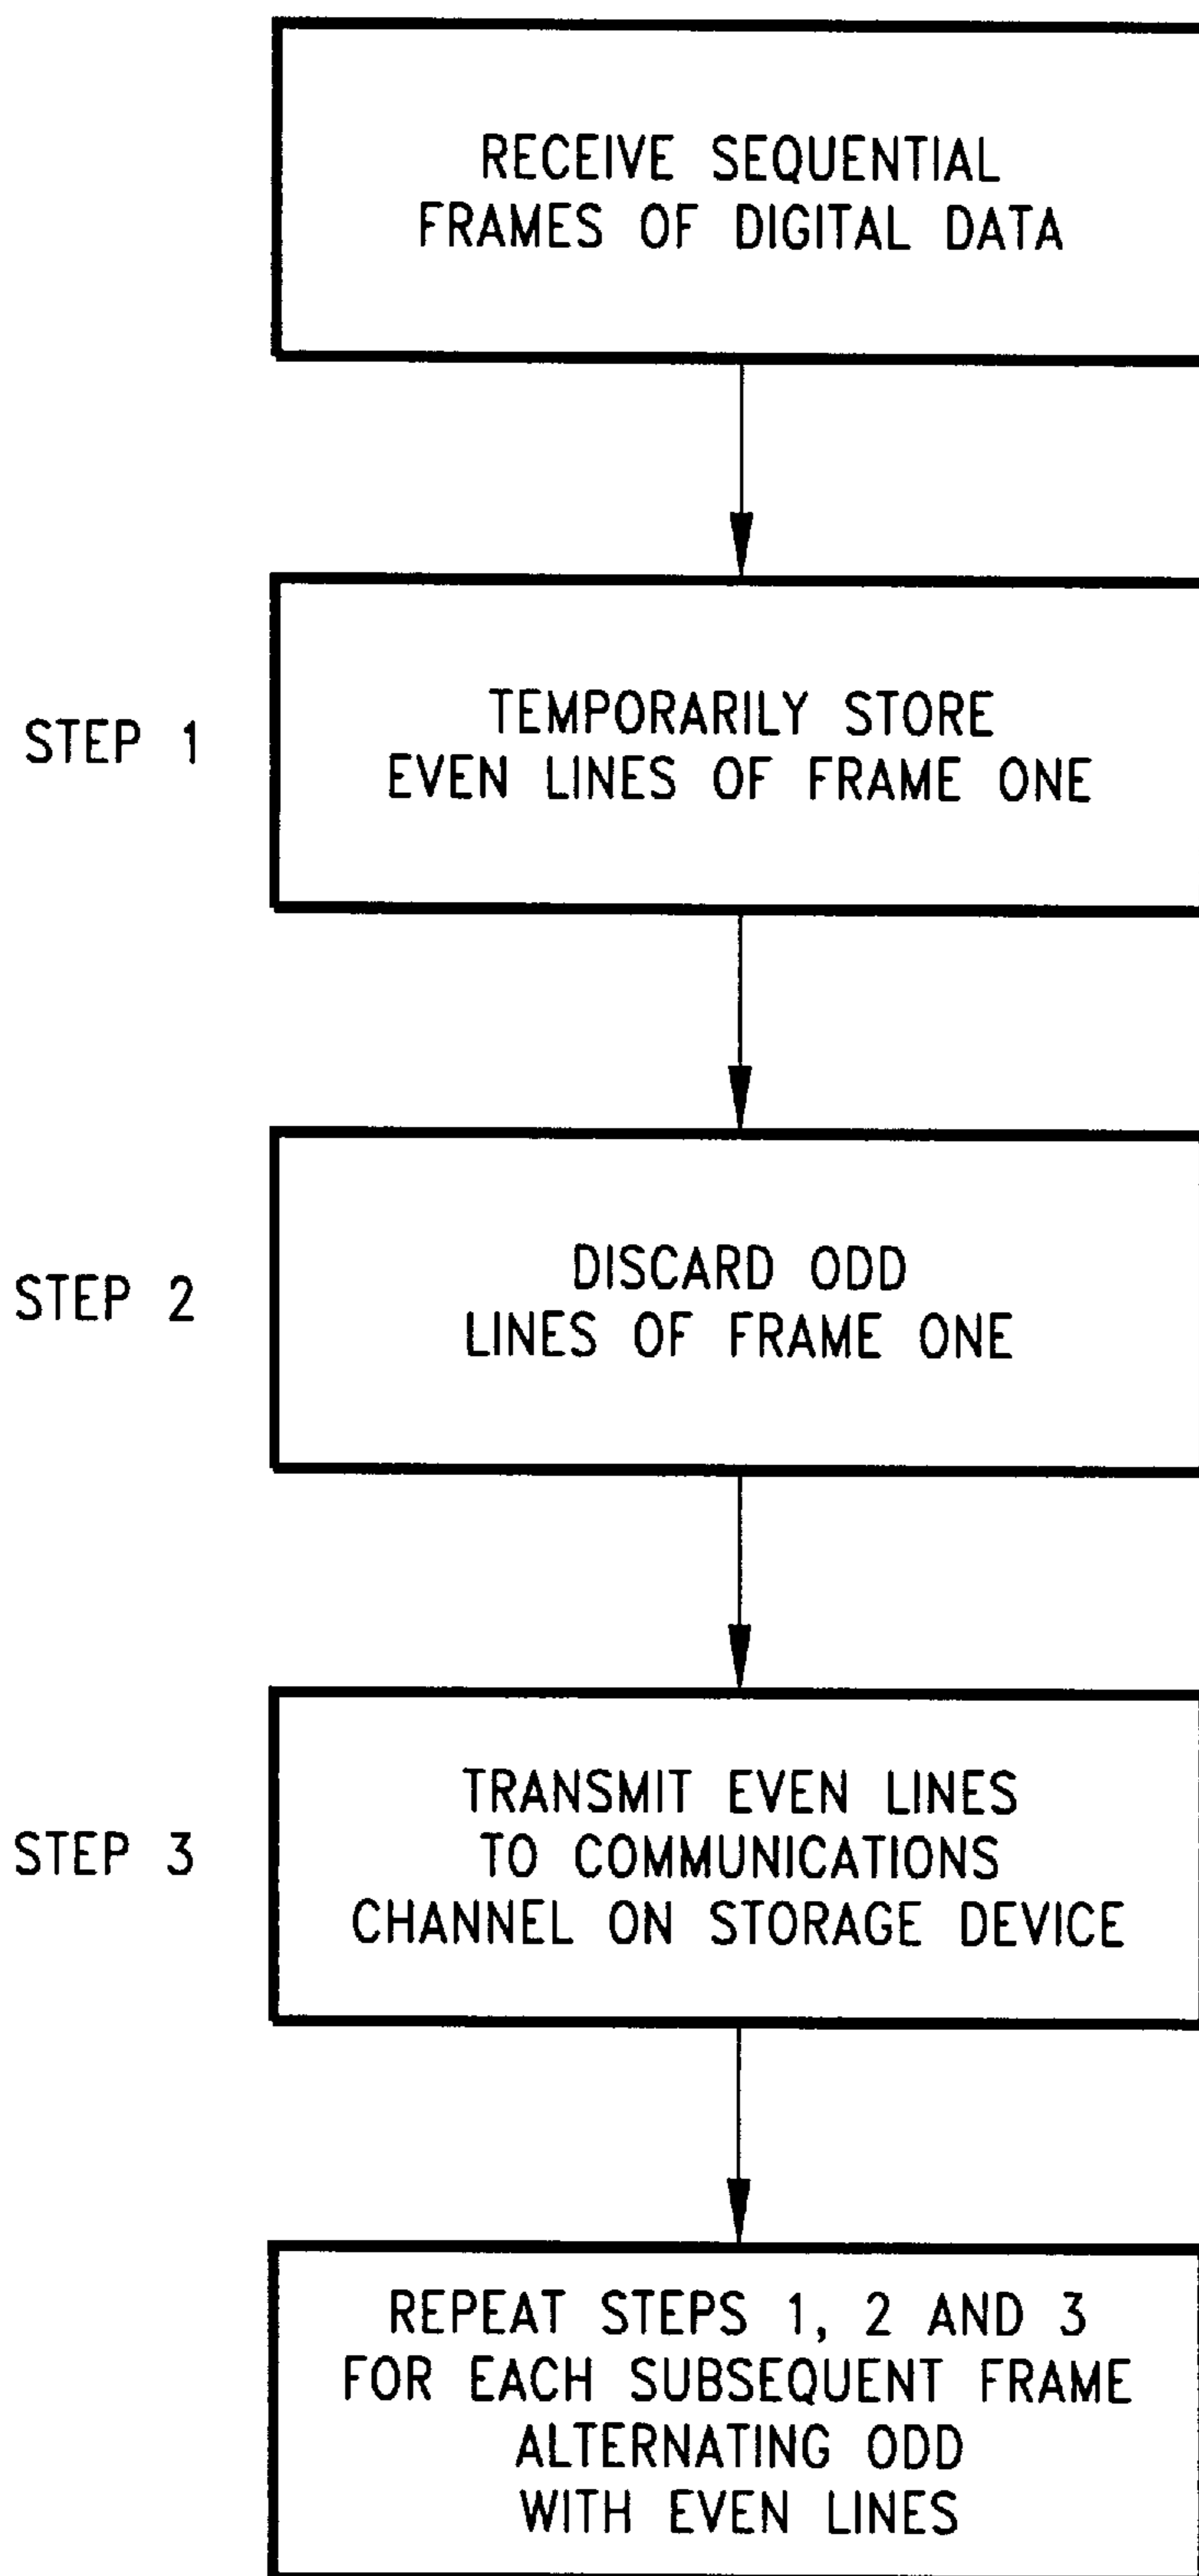 RECEIVE SEQUENTIAL
FRAMES OF DIGITAL DATA
STEP 1
TEMPORARILY STORE
EVEN LINES OF FRAME ONE
STEP 2
DISCARD ODD
LINES OF FRAME ONE
STEP 3
TRANSMIT EVEN LINES
TO COMMUNICATIONS
CHANNEL ON STORAGE DEVICE
REPEAT STEPS 1, 2 AND 3
FOR EACH SUBSEQUENT FRAME
ALTERNATING ODD
WITH EVEN LINES